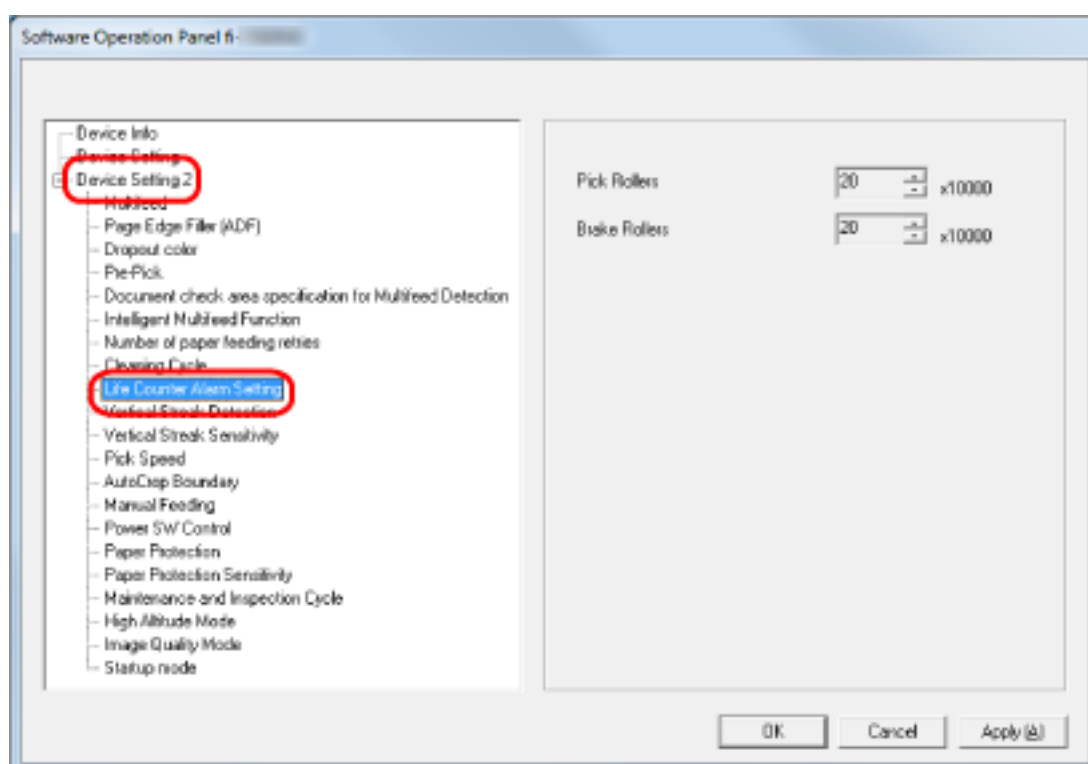 Software Operation Panel fi-
Device Info
Device Setting
Device Setting 2
Multifeed
Page Edge Filler (ADF)
Dropout color
Pre-Pick
Document check area specification for Multifeed Detection
Intelligent Multifeed Function
Number of paper feeding retries
Cleaning Cycle
Life Counter Alarm Setting
Vertical Streak Detection
Vertical Streak Sensitivity
Pick Speed
AutoCrop Boundary
Manual Feeding
Power SW Control
Paper Protection
Paper Protection Sensitivity
Maintenance and Inspection Cycle
High Altitude Mode
Image Quality Mode
Startup mode
Pick Rollers 20 x10000
Brake Rollers 20 x10000
OK Cancel Apply (A)